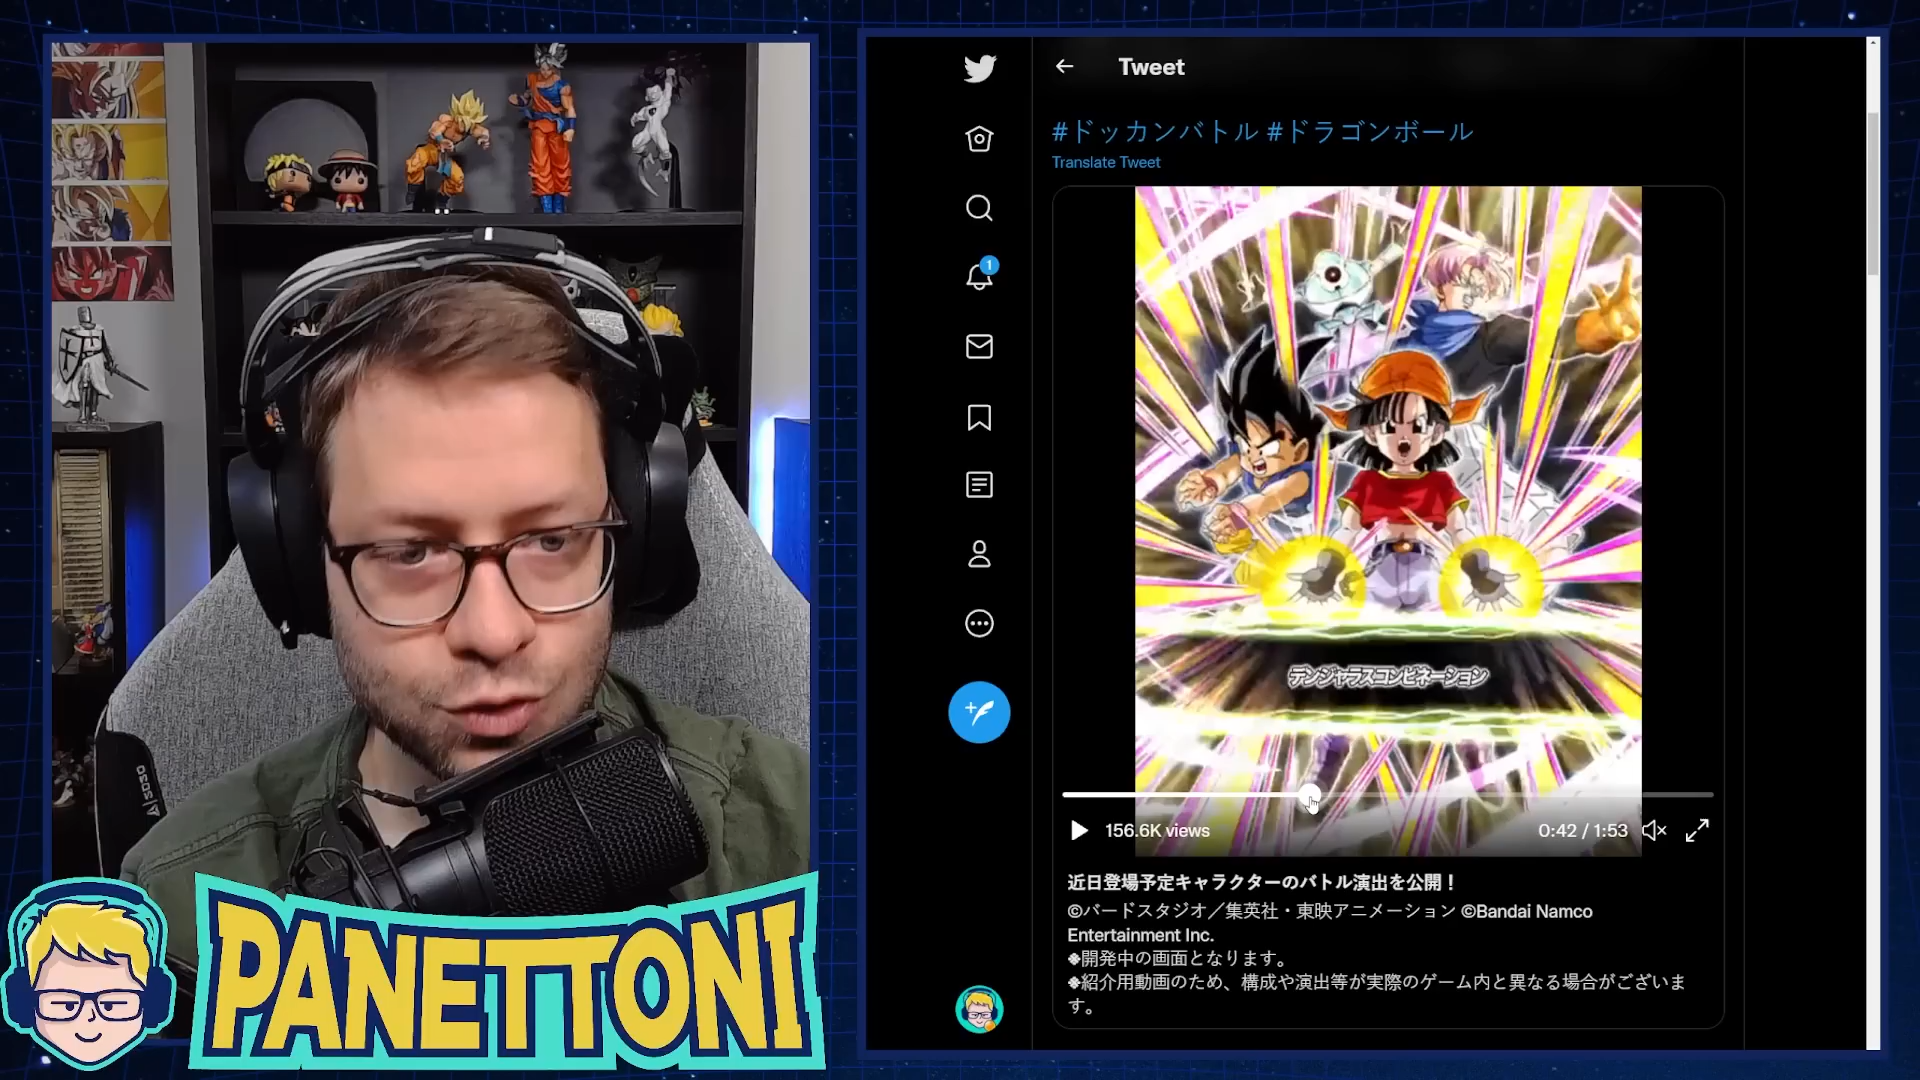 Tweet
#ドッカンバトル #ドラゴンボール
Translate Tweet
1
デンジャラスコンビネーション
156.6K views
0:42 / 1:53
近日登場予定キャラクターのバトル演出を公開！
©バードスタジオ／集英社・東映アニメーション ©Bandai Namco
Entertainment Inc.
※開発中の画面となります。
※紹介用動画のため、構成や演出等が実際のゲーム内と異なる場合がございま
す。
PANETTONI